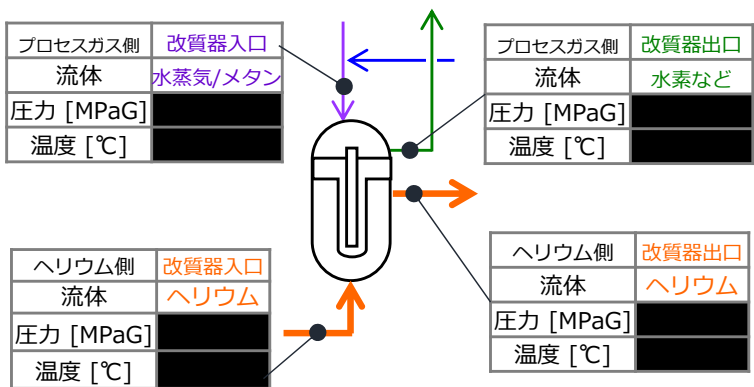 プロセスガス側 改質器入口
流体 水蒸気/メタン
圧力 [MPaG]
温度 [℃]
プロセスガス側 改質器出口
流体 水素など
圧力 [MPaG]
温度 [℃]
ヘリウム側 改質器入口
流体 ヘリウム
圧力 [MPaG]
温度 [℃]
ヘリウム側 改質器出口
流体 ヘリウム
圧力 [MPaG]
温度 [℃]